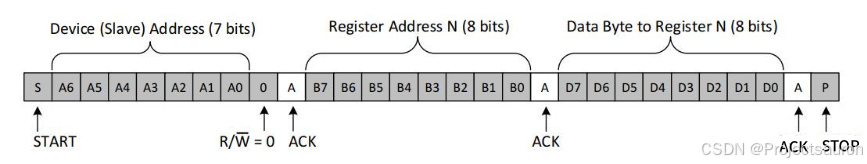 Device (Slave) Address (7 bits) Register Address N (8 bits) Data Byte to Register N (8 bits)
S A6 A5 A4 A3 A2 A1 A0 0 A B7 B6 B5 B4 B3 B2 B1 B0 A D7 D6 D5 D4 D3 D2 D1 D0 A P
START R/W̅ = 0 ACK ACK ACK STOP
CSDN @Projectsauron